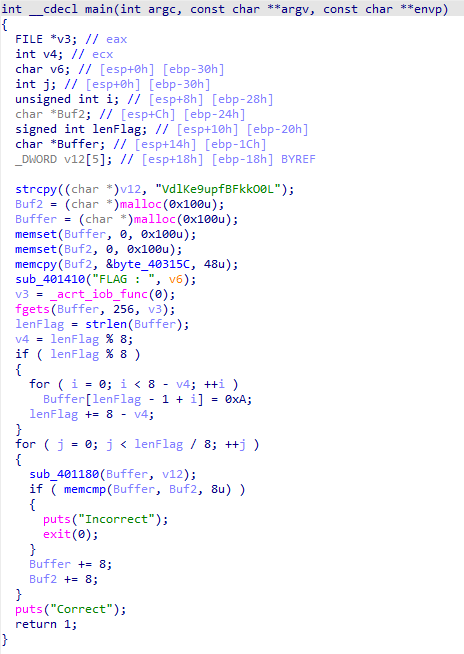 int __cdecl main(int argc, const char **argv, const char **envp)
{
  FILE *v3; // eax
  int v4; // ecx
  char v6; // [esp+0h] [ebp-30h]
  int j; // [esp+0h] [ebp-30h]
  unsigned int i; // [esp+8h] [ebp-28h]
  char *Buf2; // [esp+Ch] [ebp-24h]
  signed int lenFlag; // [esp+10h] [ebp-20h]
  char *Buffer; // [esp+14h] [ebp-1Ch]
  _DWORD v12[5]; // [esp+18h] [ebp-18h] BYREF

  strcpy((char *)v12, "VdlKe9upfBFkkO0L");
  Buf2 = (char *)malloc(0x100u);
  Buffer = (char *)malloc(0x100u);
  memset(Buffer, 0, 0x100u);
  memset(Buf2, 0, 0x100u);
  memcpy(Buf2, &byte_40315C, 48u);
  sub_401410("FLAG : ", v6);
  v3 = _acrt_iob_func(0);
  fgets(Buffer, 256, v3);
  lenFlag = strlen(Buffer);
  v4 = lenFlag % 8;
  if ( lenFlag % 8 )
  {
    for ( i = 0; i < 8 - v4; ++i )
      Buffer[lenFlag - 1 + i] = 0xA;
    lenFlag += 8 - v4;
  }
  for ( j = 0; j < lenFlag / 8; ++j )
  {
    sub_401180(Buffer, v12);
    if ( memcmp(Buffer, Buf2, 8u) )
    {
      puts("Incorrect");
      exit(0);
    }
    Buffer += 8;
    Buf2 += 8;
  }
  puts("Correct");
  return 1;
}